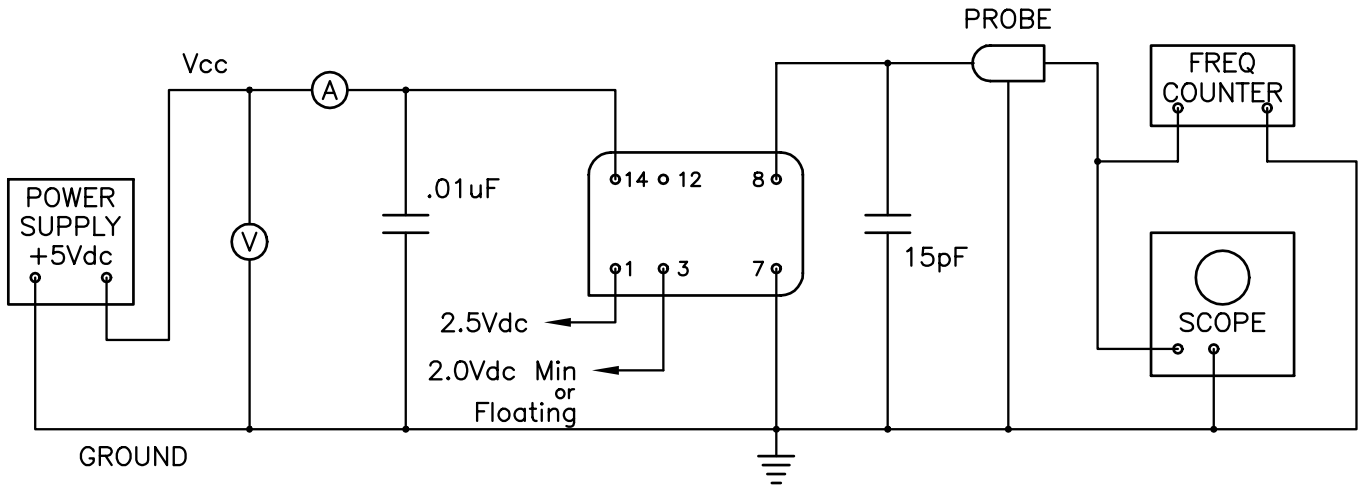 PROBE
Vcc
A
FREQ
COUNTER
14
12
8
.01uF
POWER
SUPPLY
+5Vdc
V
15pF
1
3
7
2.5Vdc
SCOPE
2.0Vdc Min
or
Floating
GROUND